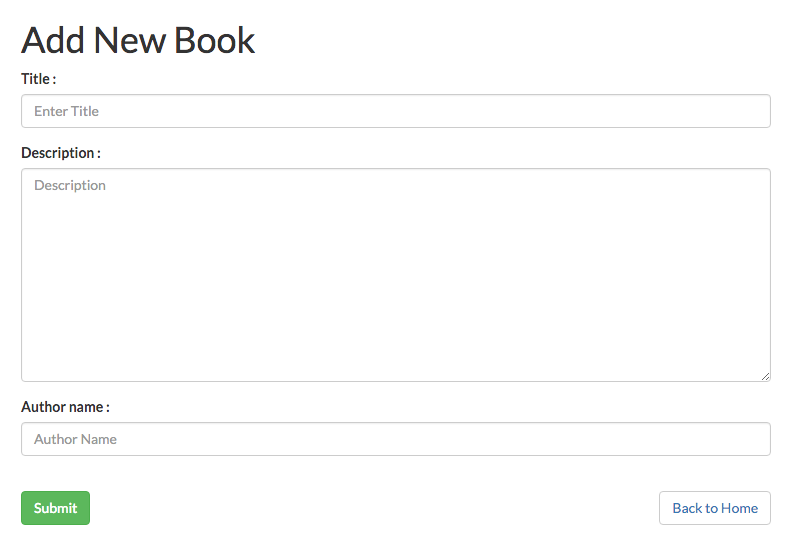 Add New Book
Title :
Enter Title
Description :
Description
Author name :
Author Name
Submit Back to Home